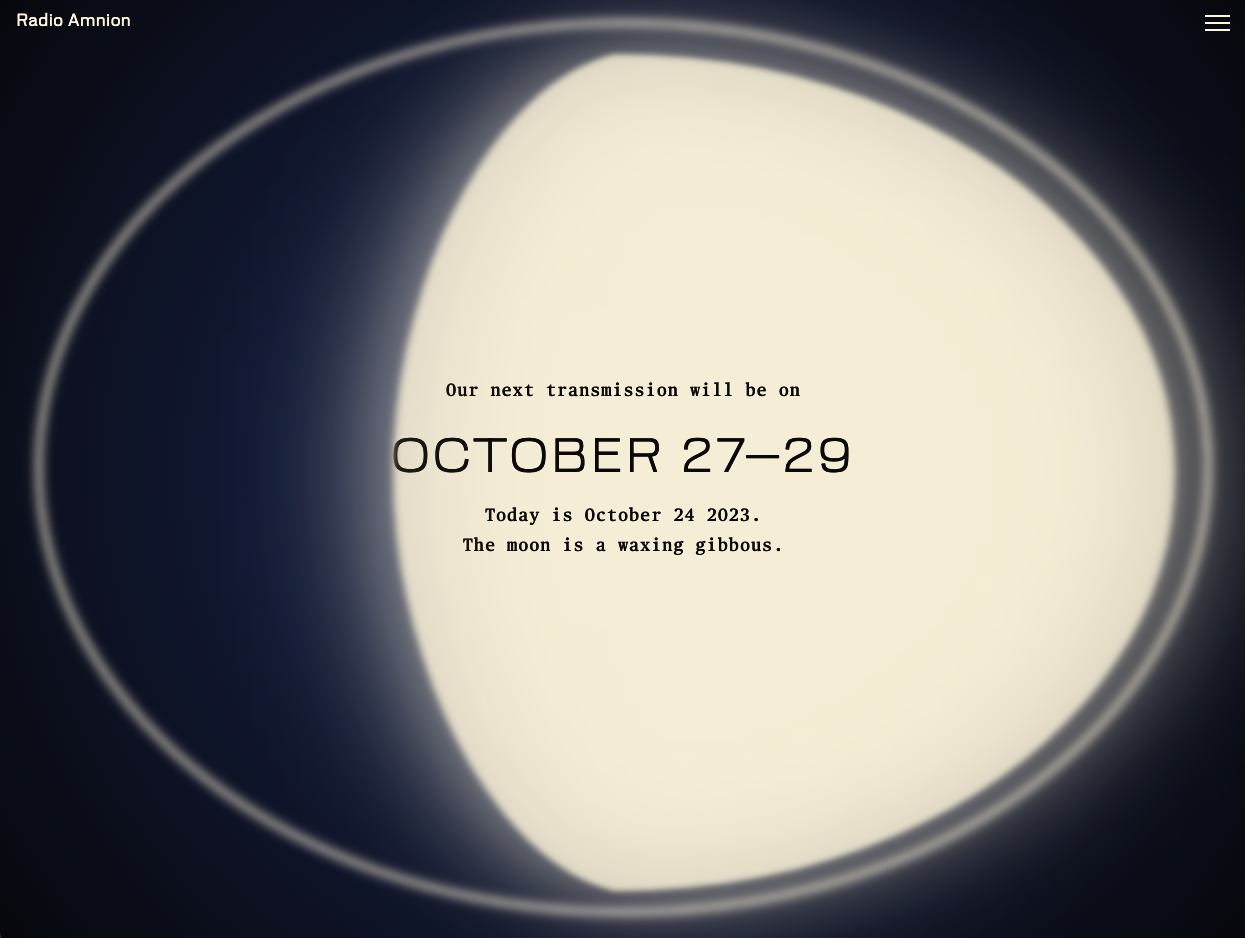 Radio Amnion
Our next transmission will be on
OCTOBER 27—29
Today is October 24 2023.
The moon is a waxing gibbous.